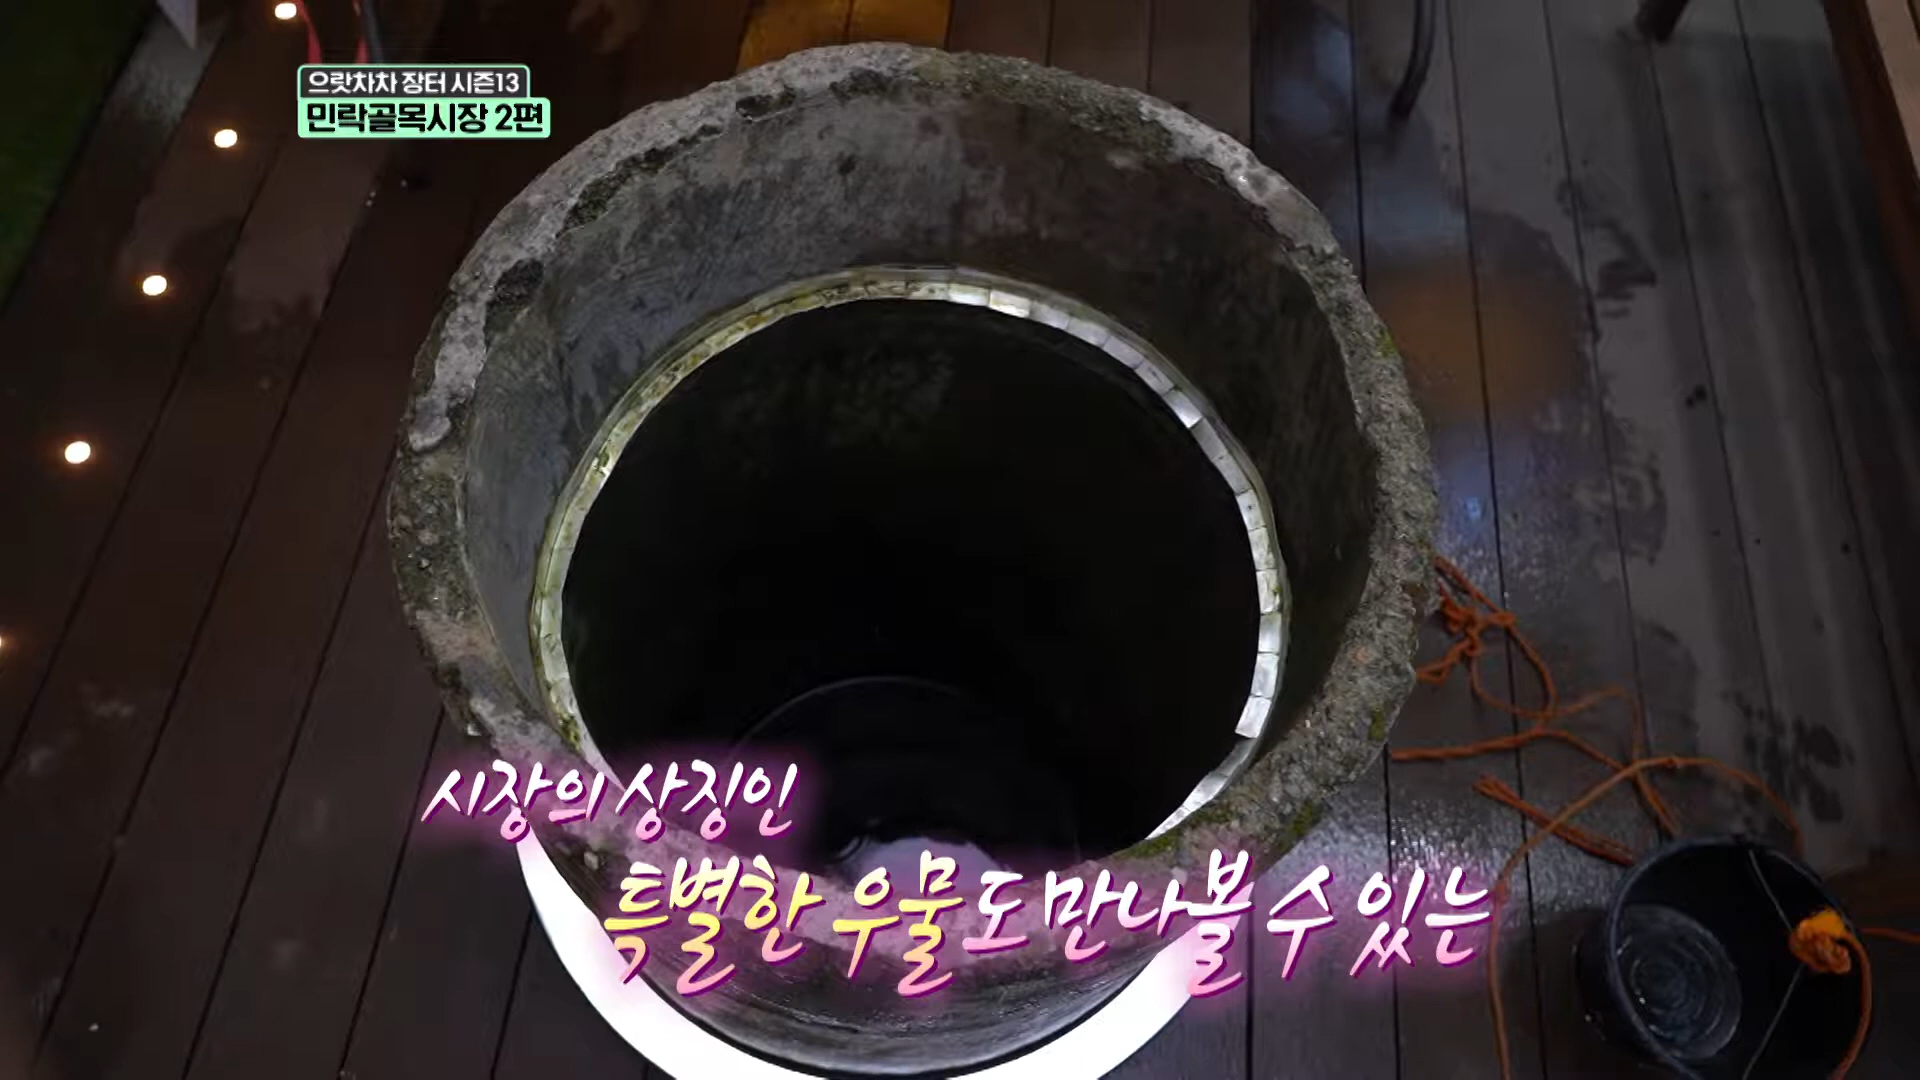 으랏차차 장터 시즌13
민락골목시장 2편
시장의 상징인
특별한 우물도 만나볼 수 있는